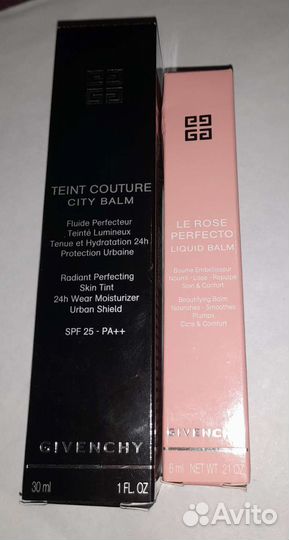 TEINT COUTURE
CITY BALM
Fluide Perfecteur
Teinté Lumineux
Tenue et Hydratation 24h
Protection Urbaine
Radiant Perfecting
Skin Tint
24h Wear Moisturizer
Urban Shield
SPF 25 - PA++
GIVENCHY
30 ml 1 FL. OZ
LE ROSE
PERFECTO
LIQUID BALM
Baume Embellisseur
Nourrit - Lisse - Repulpe
Soin & Confort
Beautifying Balm
Nourishes - Smoothes
Plumps
Care & Comfort
GIVENCHY
6 ml NET WT .21 OZ
Avito